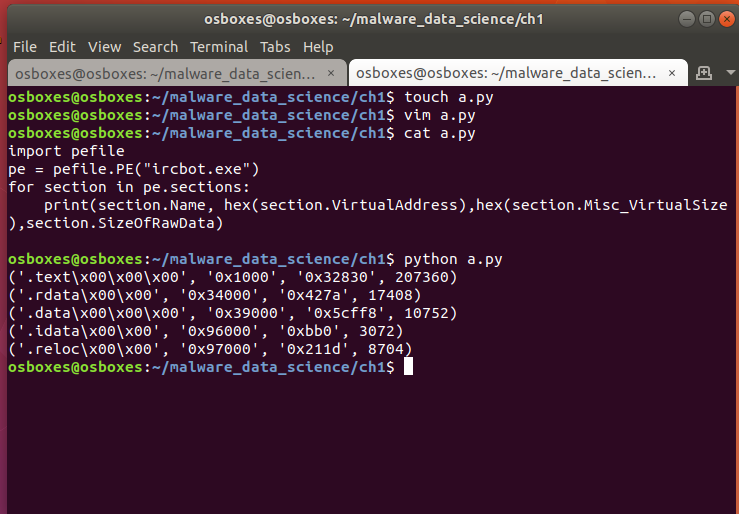 osboxes@osboxes: ~/malware_data_science/ch1
File Edit View Search Terminal Tabs Help
osboxes@osboxes: ~/malware_data_scien... × osboxes@osboxes: ~/malware_data_scien... ×
osboxes@osboxes:~/malware_data_science/ch1$ touch a.py
osboxes@osboxes:~/malware_data_science/ch1$ vim a.py
osboxes@osboxes:~/malware_data_science/ch1$ cat a.py
import pefile
pe = pefile.PE("ircbot.exe")
for section in pe.sections:
    print(section.Name, hex(section.VirtualAddress),hex(section.Misc_VirtualSize
),section.SizeOfRawData)
osboxes@osboxes:~/malware_data_science/ch1$ python a.py
('.text\x00\x00\x00', '0x1000', '0x32830', 207360)
('.rdata\x00\x00', '0x34000', '0x427a', 17408)
('.data\x00\x00\x00', '0x39000', '0x5cff8', 10752)
('.idata\x00\x00', '0x96000', '0xbb0', 3072)
('.reloc\x00\x00', '0x97000', '0x211d', 8704)
osboxes@osboxes:~/malware_data_science/ch1$